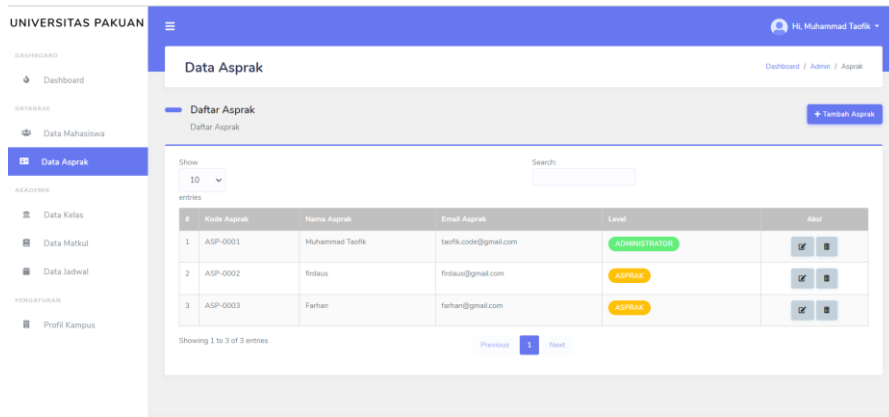 UNIVERSITAS PAKUAN
Hi, Muhammad Taofik
DASHBOARD
Dashboard
DATABASE
Data Mahasiswa
Data Asprak
AKADEMIK
Data Kelas
Data Matkul
Data Jadwal
PENGATURAN
Profil Kampus
Data Asprak
Dashboard / Admin / Asprak
Daftar Asprak
Daftar Asprak
+ Tambah Asprak
Show
10
entries
Search:
# Kode Asprak Nama Asprak Email Asprak Level Aksi
1 ASP-0001 Muhammad Taofik taofik.code@gmail.com ADMINISTRATOR
2 ASP-0002 firdaus firdaus@gmail.com ASPRAK
3 ASP-0003 Farhan farhan@gmail.com ASPRAK
Showing 1 to 3 of 3 entries
Previous 1 Next